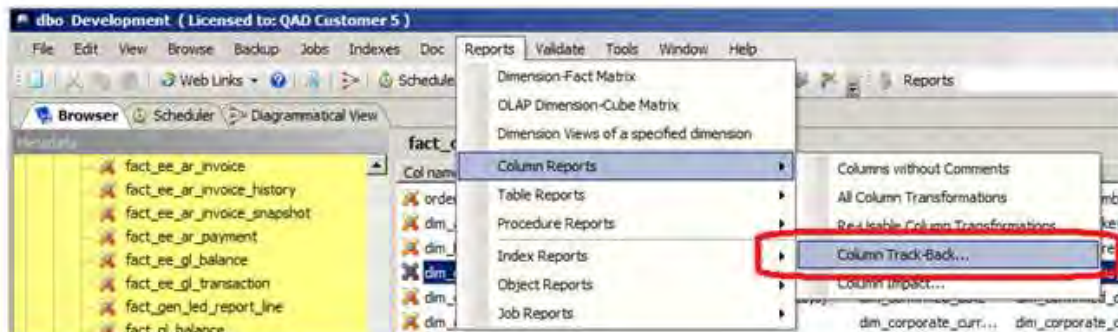 dbo Development ( Licensed to: QAD Customer 5 )
File Edit View Browse Backup Jobs Indexes Doc Reports Validate Tools Window Help
Web Links Scheduler Reports
Browser Scheduler Diagrammatical View
Dimension-Fact Matrix
OLAP Dimension-Cube Matrix
Dimension Views of a specified dimension
Column Reports
Table Reports
Procedure Reports
Index Reports
Object Reports
Job Reports
Columns without Comments
All Column Transformations
Re-Usable Column Transformations
Column Track-Back...
Column Impact...
fact_ee_ar_invoice
fact_ee_ar_invoice_history
fact_ee_ar_invoice_snapshot
fact_ee_ar_payment
fact_ee_gl_balance
fact_ee_gl_transaction
fact_gen_led_report_line
fact_gl_balance
Col name
dim_corporate_curr...